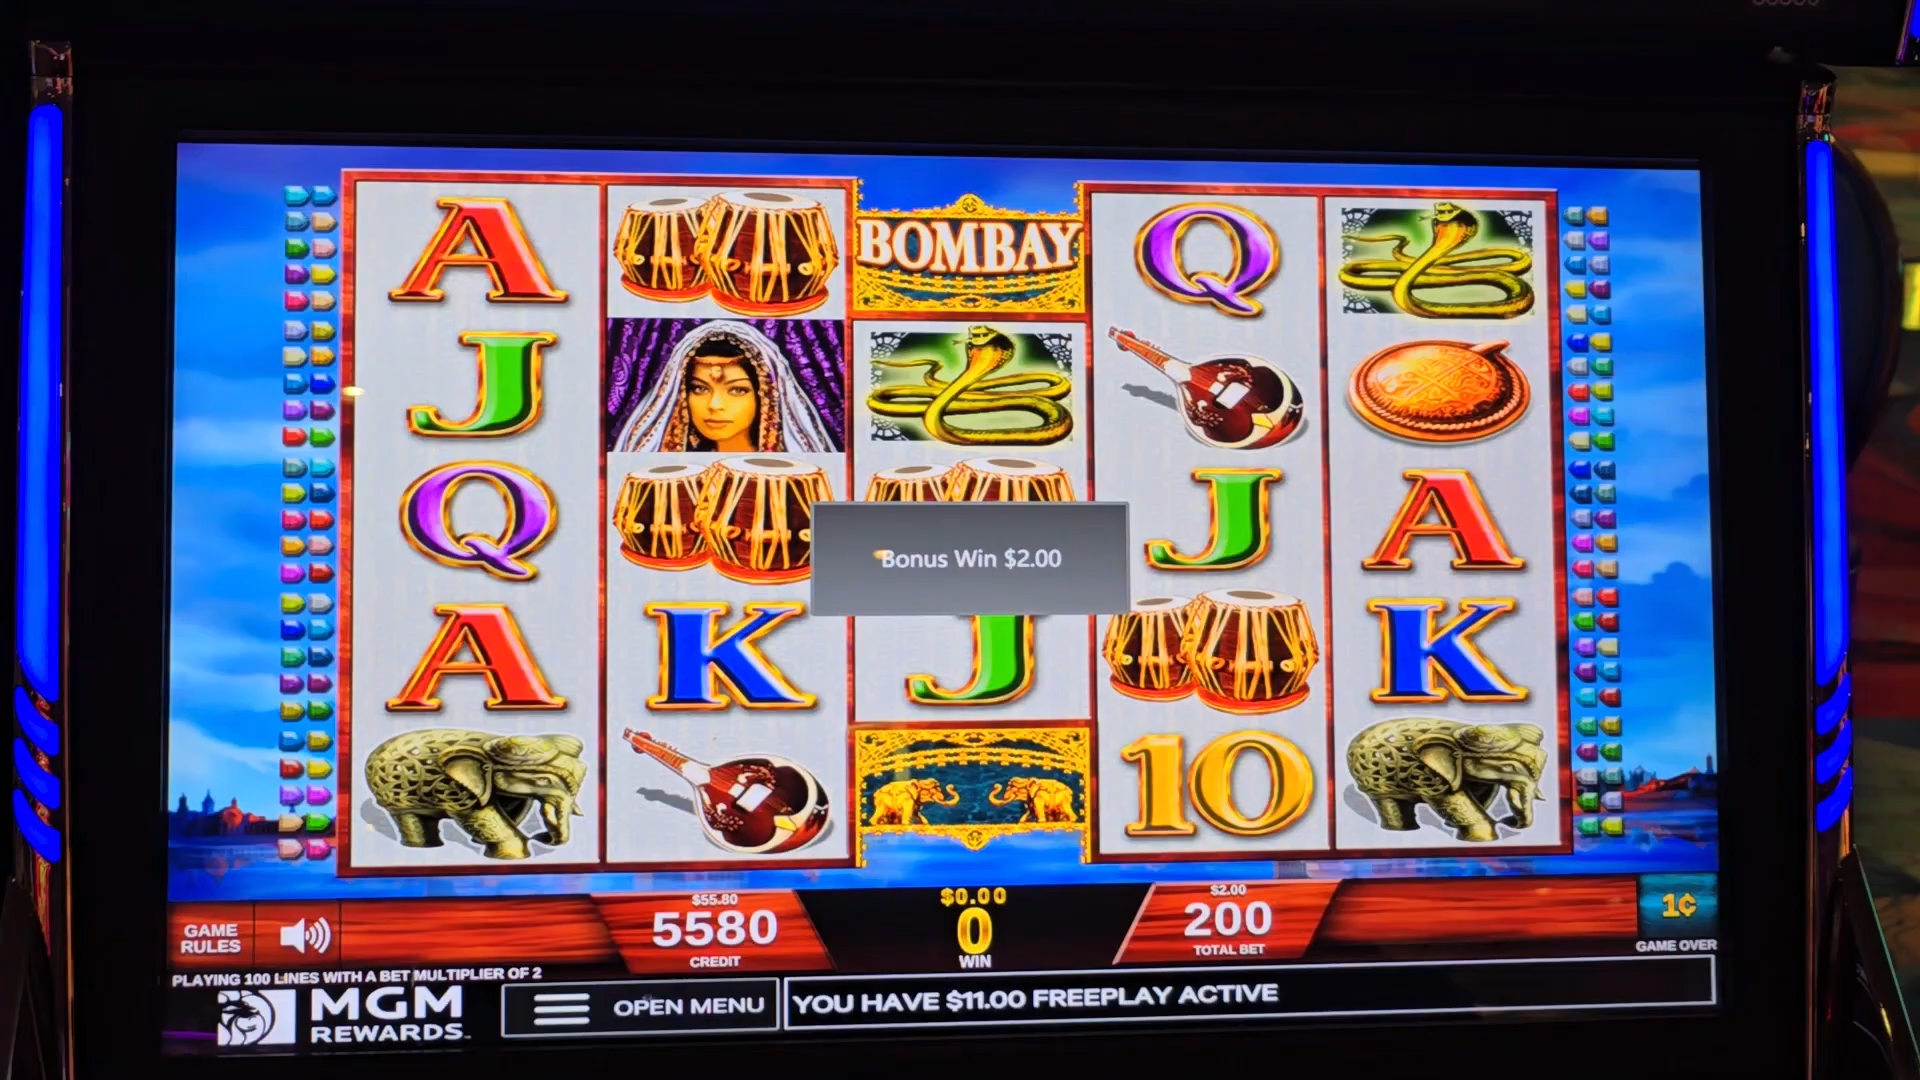 A
BOMBAY
Q
J
Q
J
A
Bonus Win $2.00
A
K
J
K
10
GAME
RULES
$55.80
5580
CREDIT
$0.00
0
WIN
$2.00
200
TOTAL BET
1¢
GAME OVER
PLAYING 100 LINES WITH A BET MULTIPLIER OF 2
MGM
REWARDS
OPEN MENU
YOU HAVE $11.00 FREEPLAY ACTIVE